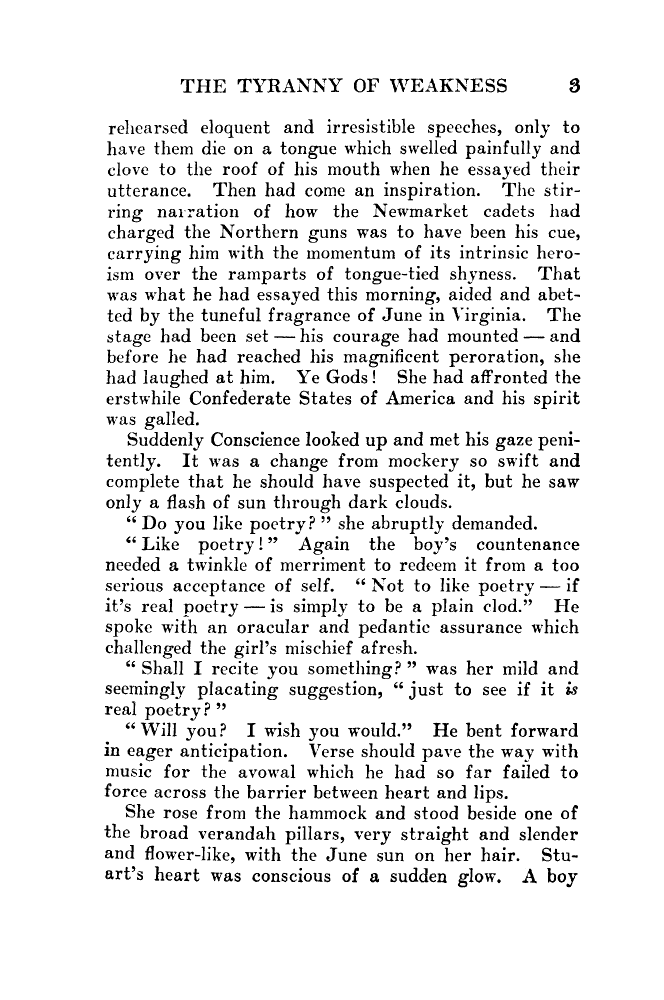 THE TYRANNY OF WEAKNESS 3
rehearsed eloquent and irresistible speeches, only to
have them die on a tongue which swelled painfully and
clove to the roof of his mouth when he essayed their
utterance. Then had come an inspiration. The stir-
ring narration of how the Newmarket cadets had
charged the Northern guns was to have been his cue,
carrying him with the momentum of its intrinsic hero-
ism over the ramparts of tongue-tied shyness. That
was what he had essayed this morning, aided and abet-
ted by the tuneful fragrance of June in Virginia. The
stage had been set — his courage had mounted — and
before he had reached his magnificent peroration, she
had laughed at him. Ye Gods! She had affronted the
erstwhile Confederate States of America and his spirit
was galled.
Suddenly Conscience looked up and met his gaze peni-
tently. It was a change from mockery so swift and
complete that he should have suspected it, but he saw
only a flash of sun through dark clouds.
"Do you like poetry?" she abruptly demanded.
"Like poetry!" Again the boy's countenance
needed a twinkle of merriment to redeem it from a too
serious acceptance of self. "Not to like poetry — if
it's real poetry — is simply to be a plain clod." He
spoke with an oracular and pedantic assurance which
challenged the girl's mischief afresh.
"Shall I recite you something?" was her mild and
seemingly placating suggestion, "just to see if it is
real poetry?"
"Will you? I wish you would." He bent forward
in eager anticipation. Verse should pave the way with
music for the avowal which he had so far failed to
force across the barrier between heart and lips.
She rose from the hammock and stood beside one of
the broad verandah pillars, very straight and slender
and flower-like, with the June sun on her hair. Stu-
art's heart was conscious of a sudden glow. A boy